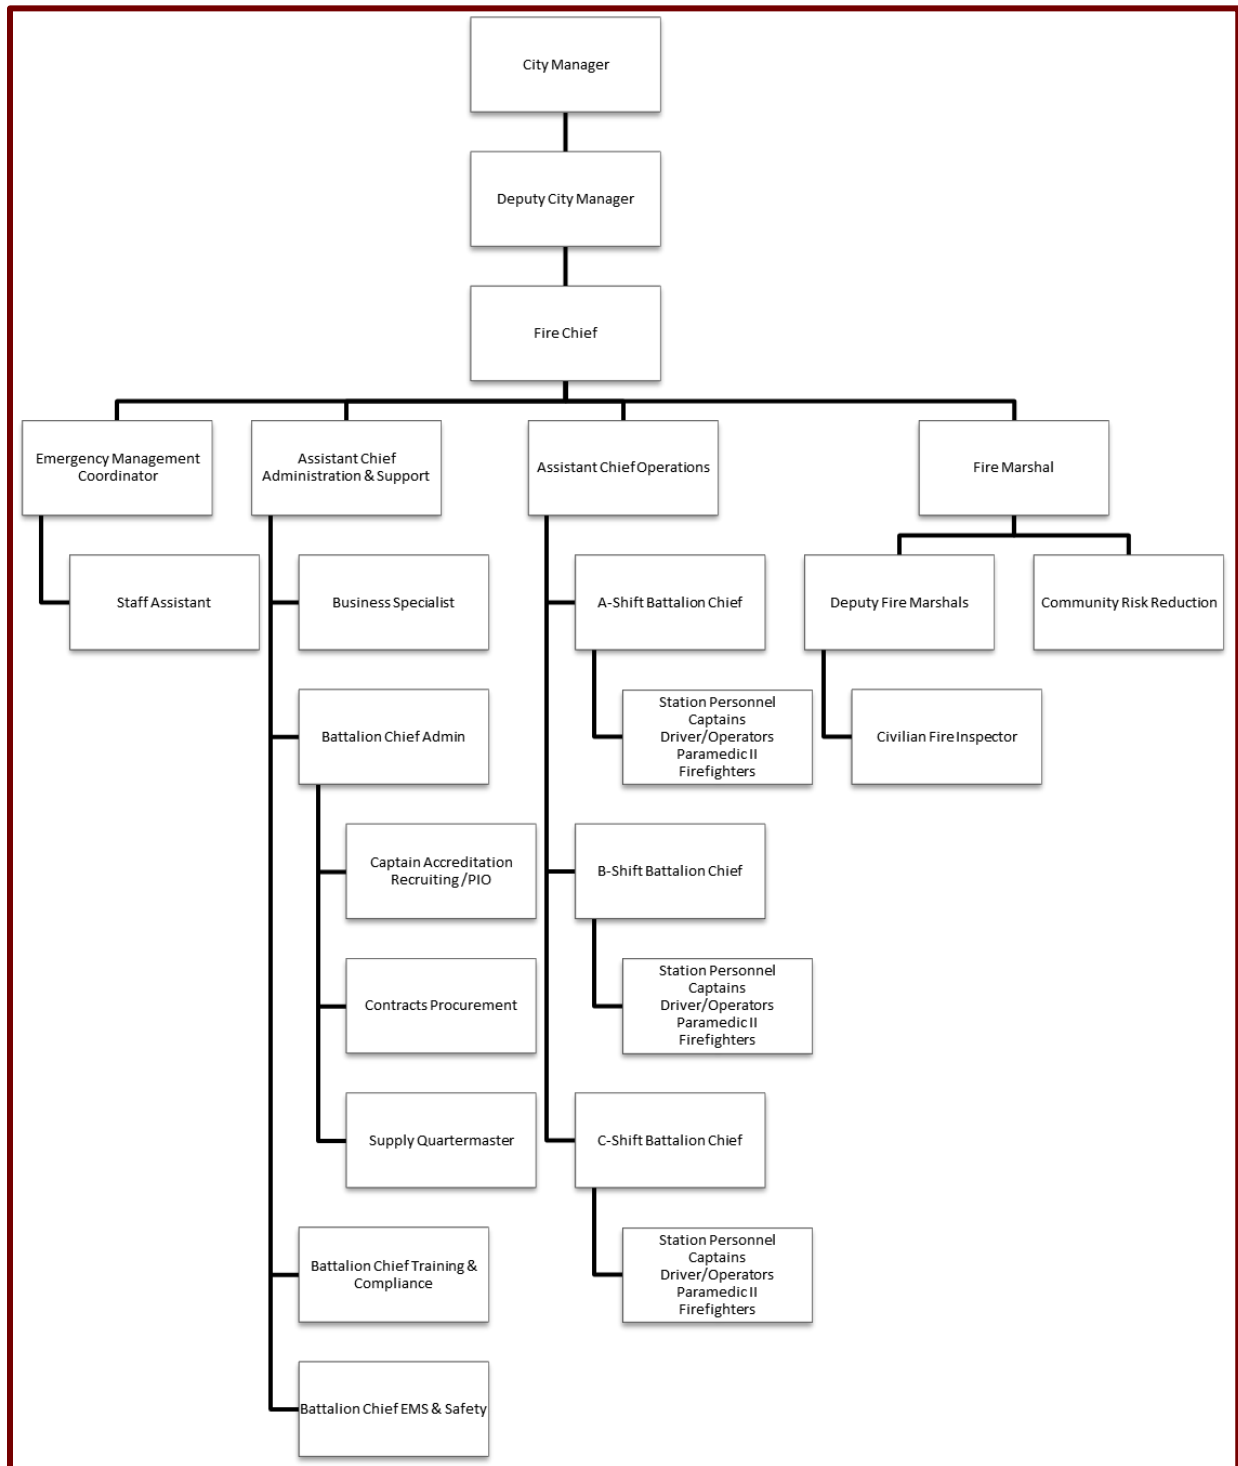 City Manager
Deputy City Manager
Fire Chief
Emergency Management
Coordinator
Staff Assistant
Assistant Chief
Administration & Support
Business Specialist
Battalion Chief Admin
Captain Accreditation
Recruiting /PIO
Contracts Procurement
Supply Quartermaster
Battalion Chief Training &
Compliance
Battalion Chief EMS & Safety
Assistant Chief Operations
A-Shift Battalion Chief
Station Personnel
Captains
Driver/Operators
Paramedic II
Firefighters
B-Shift Battalion Chief
Station Personnel
Captains
Driver/Operators
Paramedic II
Firefighters
C-Shift Battalion Chief
Station Personnel
Captains
Driver/Operators
Paramedic II
Firefighters
Fire Marshal
Deputy Fire Marshals
Civilian Fire Inspector
Community Risk Reduction